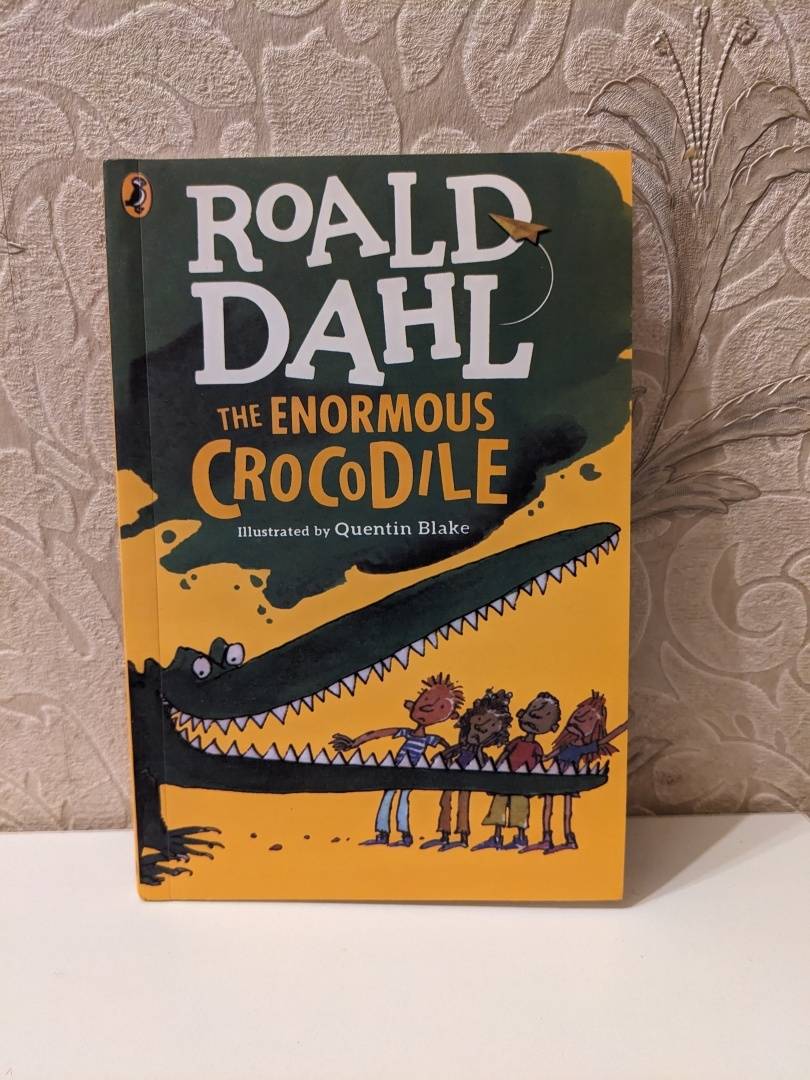 ROALD
DAHL
THE ENORMOUS
CROCODILE
Illustrated by Quentin Blake